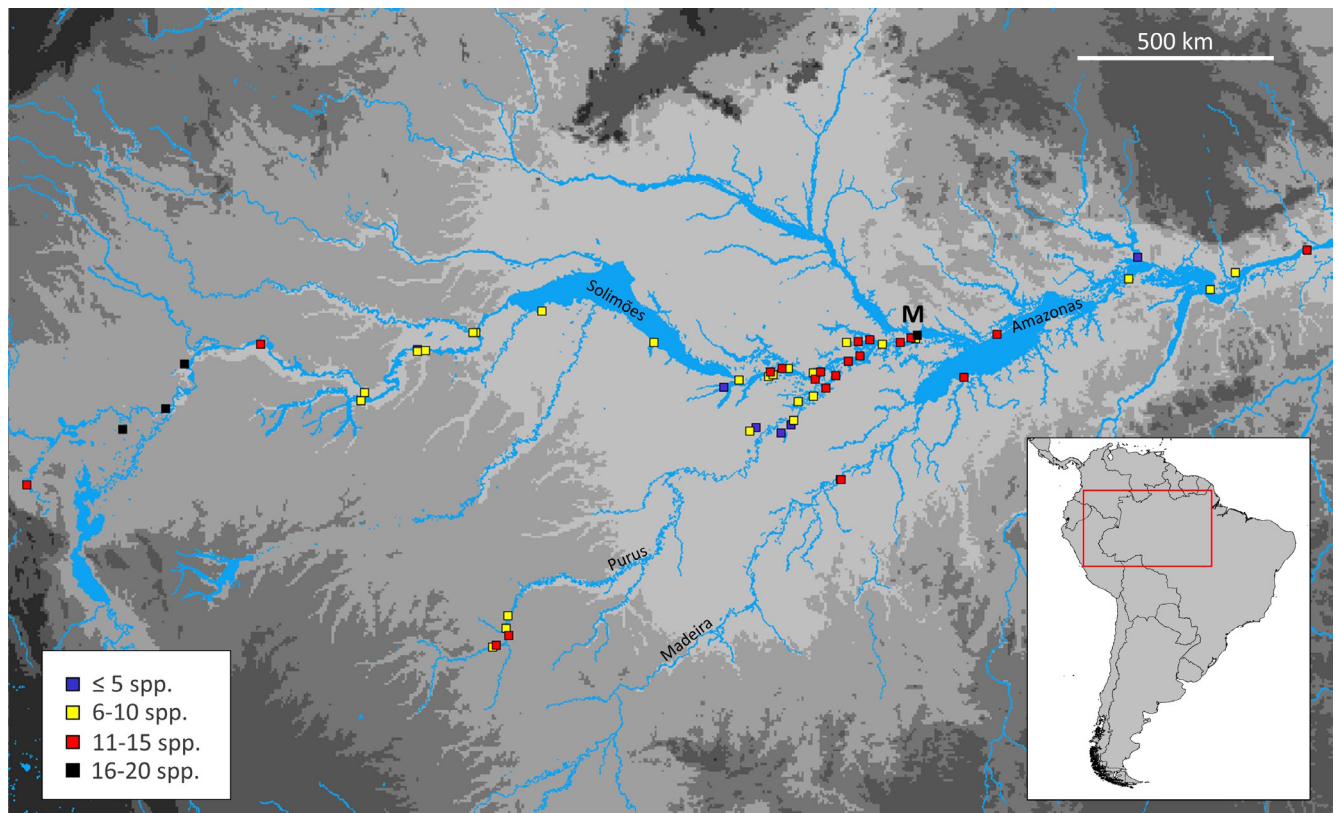 500 km
Solimões
M
Amazonas
Purus
Madeira
≤ 5 spp.
6-10 spp.
11-15 spp.
16-20 spp.